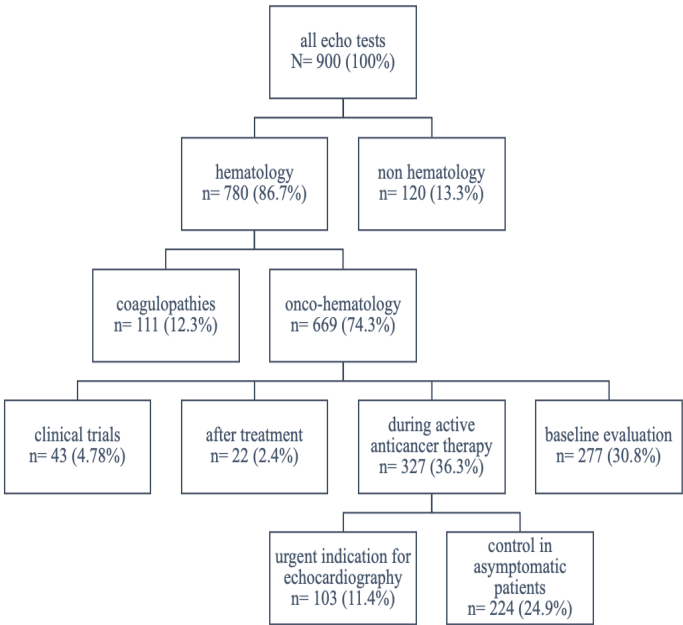 all echo tests
N= 900 (100%)
hematology
n= 780 (86.7%)
non hematology
n= 120 (13.3%)
coagulopathies
n= 111 (12.3%)
onco-hematology
n= 669 (74.3%)
clinical trials
n= 43 (4.78%)
after treatment
n= 22 (2.4%)
during active
anticancer therapy
n= 327 (36.3%)
baseline evaluation
n= 277 (30.8%)
urgent indication for
echocardiography
n= 103 (11.4%)
control in
asymptomatic
patients
n= 224 (24.9%)